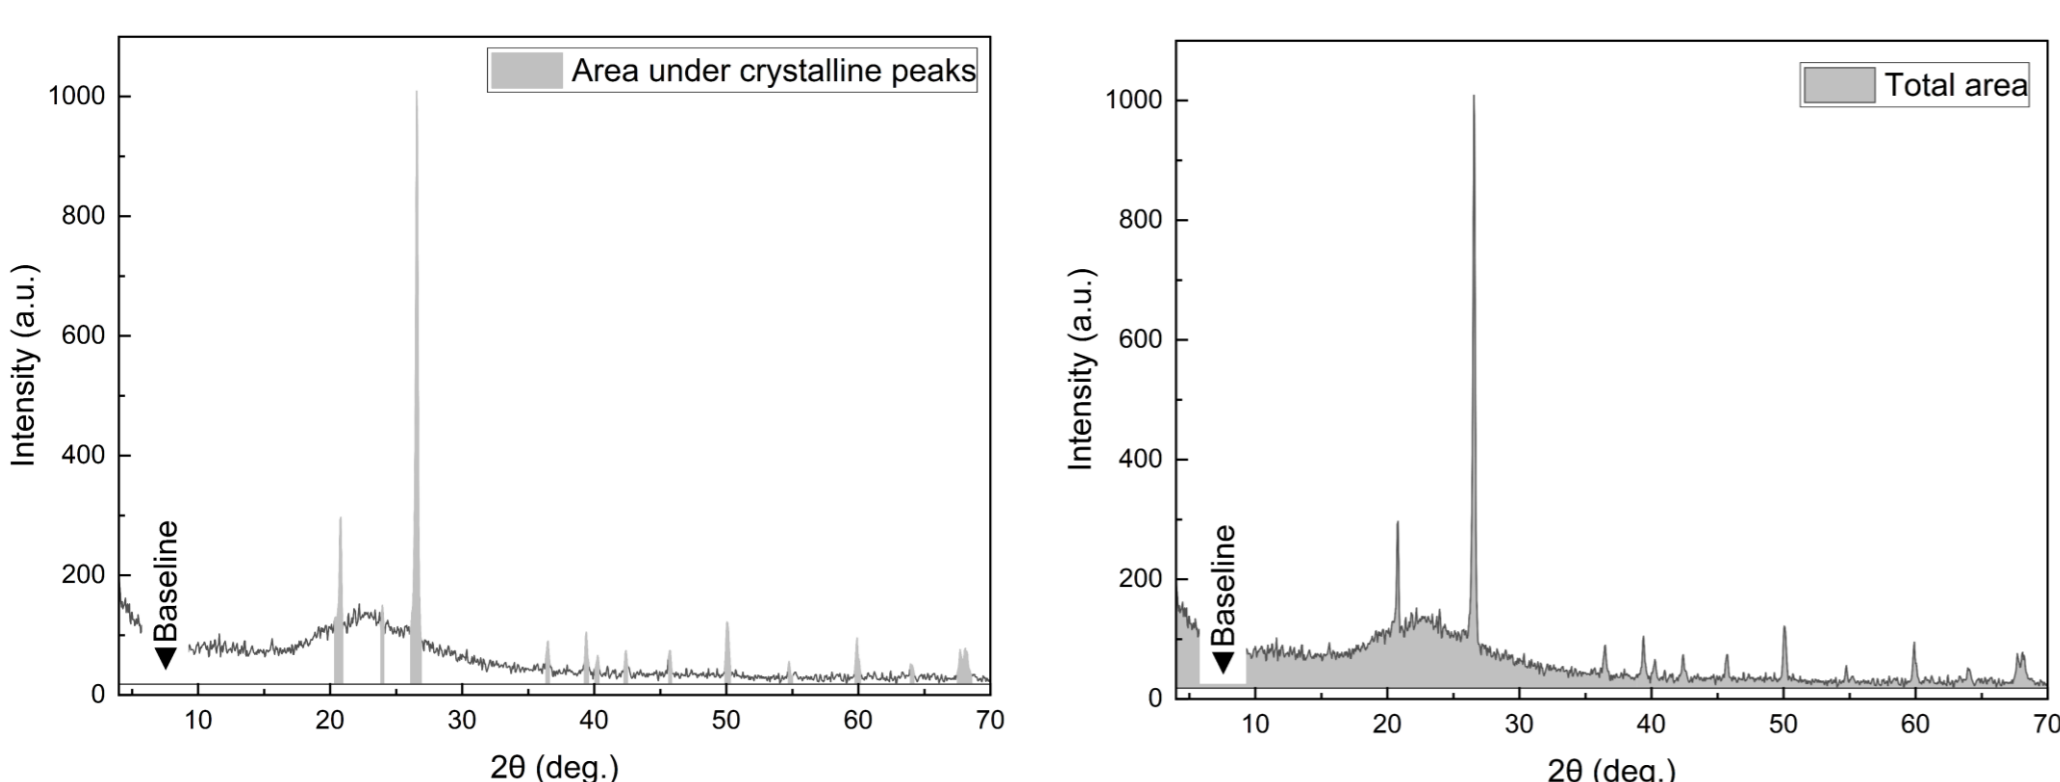 Area under crystalline peaks
1000
800
600
400
200
0
Intensity (a.u.)
Baseline
10 20 30 40 50 60 70
2θ (deg.)
Total area
1000
800
600
400
200
0
Intensity (a.u.)
Baseline
10 20 30 40 50 60 70
2θ (deg.)